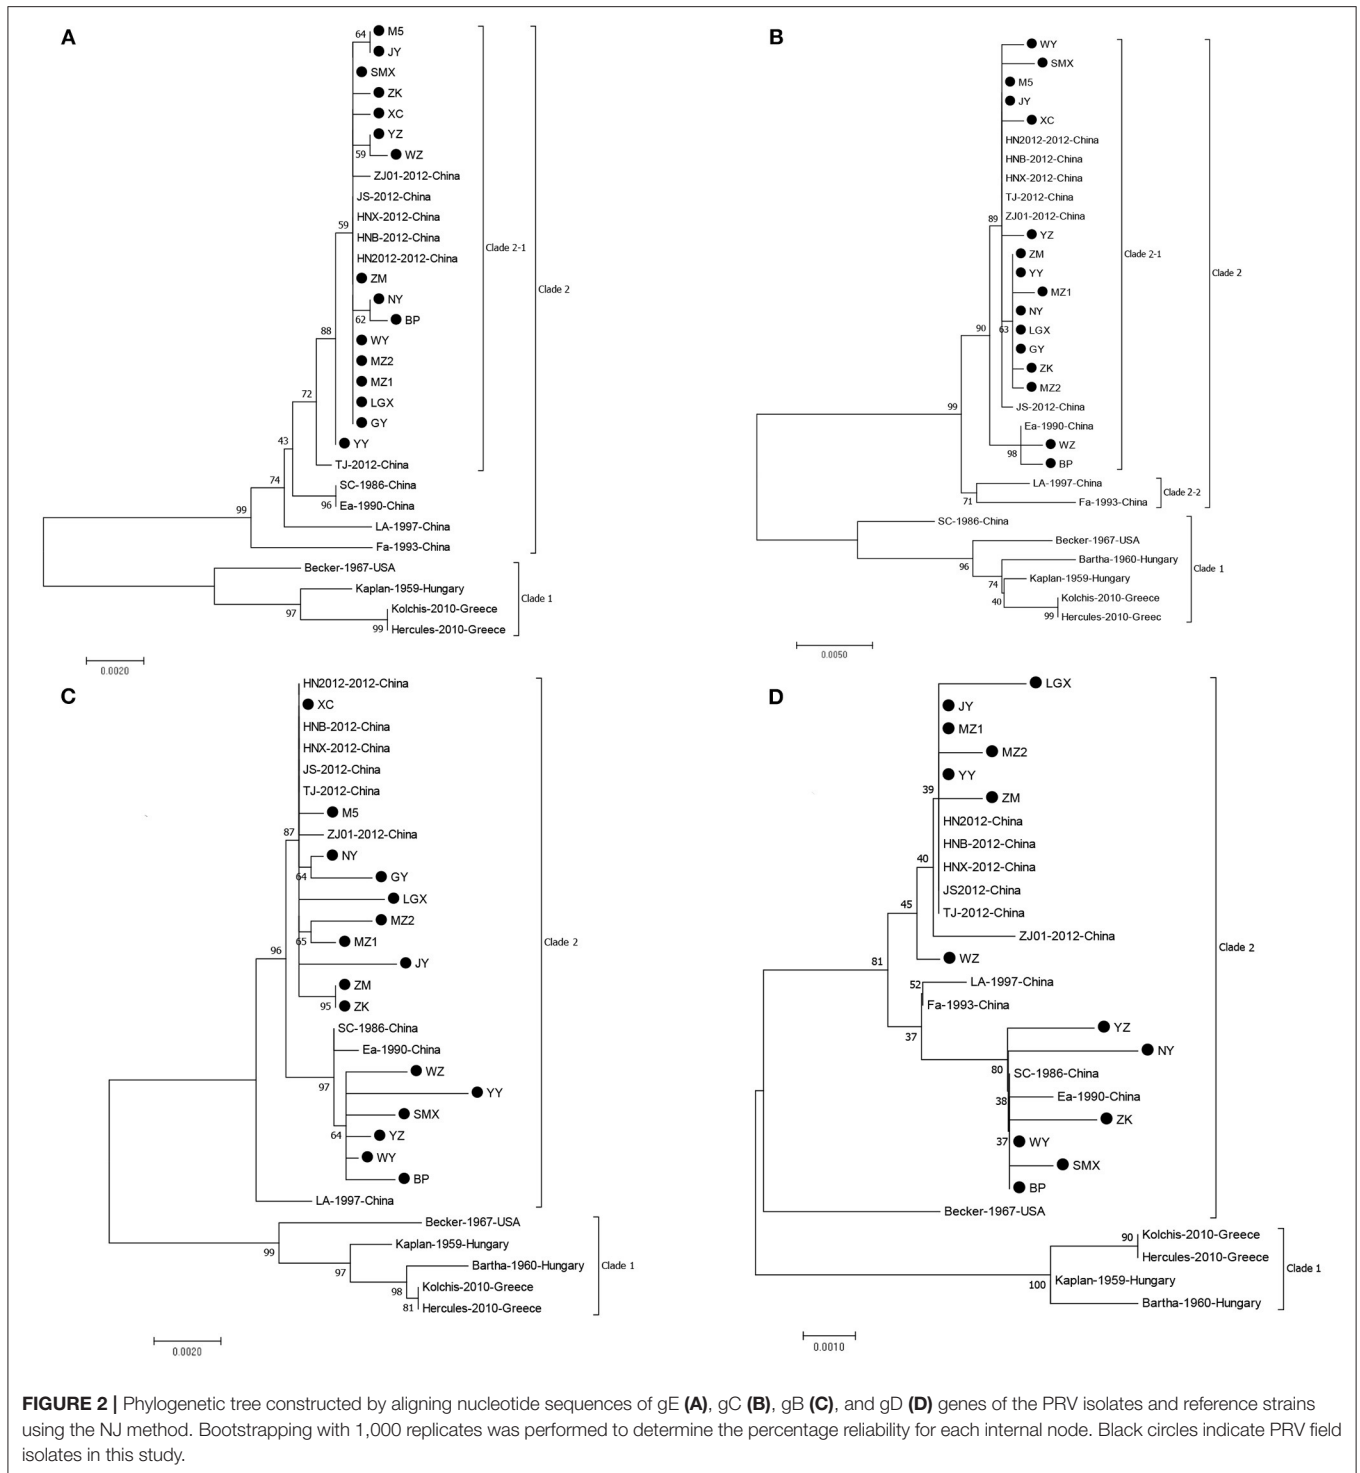 A
64
M5
JY
SMX
ZK
XC
YZ
59
WZ
ZJ01-2012-China
JS-2012-China
HNX-2012-China
59
HNB-2012-China
Clade 2-1
HN2012-2012-China
ZM
Clade 2
NY
62
BP
88
WY
MZ2
MZ1
72
LGX
GY
43
YY
TJ-2012-China
74
SC-1986-China
96
Ea-1990-China
99
LA-1997-China
Fa-1993-China
Becker-1967-USA
Kaplan-1959-Hungary
Clade 1
97
Kolchis-2010-Greece
99
Hercules-2010-Greece
0.0020
B
WY
SMX
M5
JY
XC
HN2012-2012-China
HNB-2012-China
HNX-2012-China
TJ-2012-China
89
ZJ01-2012-China
YZ
ZM
Clade 2-1
YY
Clade 2
MZ1
NY
90
63
LGX
GY
ZK
MZ2
99
JS-2012-China
Ea-1990-China
WZ
98
BP
LA-1997-China
Clade 2-2
71
Fa-1993-China
SC-1986-China
Becker-1967-USA
96
Bartha-1960-Hungary
Clade 1
74
Kaplan-1959-Hungary
40
Kolchis-2010-Greece
99
Hercules-2010-Greec
0.0050
C
HN2012-2012-China
XC
HNB-2012-China
HNX-2012-China
JS-2012-China
TJ-2012-China
M5
87
ZJ01-2012-China
NY
64
GY
LGX
MZ2
65
MZ1
Clade 2
96
JY
ZM
95
ZK
SC-1986-China
Ea-1990-China
WZ
97
YY
SMX
64
YZ
WY
BP
LA-1997-China
Becker-1967-USA
99
Kaplan-1959-Hungary
97
Bartha-1960-Hungary
Clade 1
98
Kolchis-2010-Greece
81
Hercules-2010-Greece
0.0020
D
LGX
JY
MZ1
MZ2
YY
39
ZM
HN2012-China
HNB-2012-China
40
HNX-2012-China
JS2012-China
45
TJ-2012-China
ZJ01-2012-China
Clade 2
81
WZ
52
LA-1997-China
Fa-1993-China
37
YZ
NY
80
SC-1986-China
38
Ea-1990-China
ZK
37
WY
SMX
BP
Becker-1967-USA
90
Kolchis-2010-Greece
Hercules-2010-Greece
Clade 1
100
Kaplan-1959-Hungary
Bartha-1960-Hungary
0.0010
FIGURE 2 | Phylogenetic tree constructed by aligning nucleotide sequences of gE (A), gC (B), gB (C), and gD (D) genes of the PRV isolates and reference strains
using the NJ method. Bootstrapping with 1,000 replicates was performed to determine the percentage reliability for each internal node. Black circles indicate PRV field
isolates in this study.